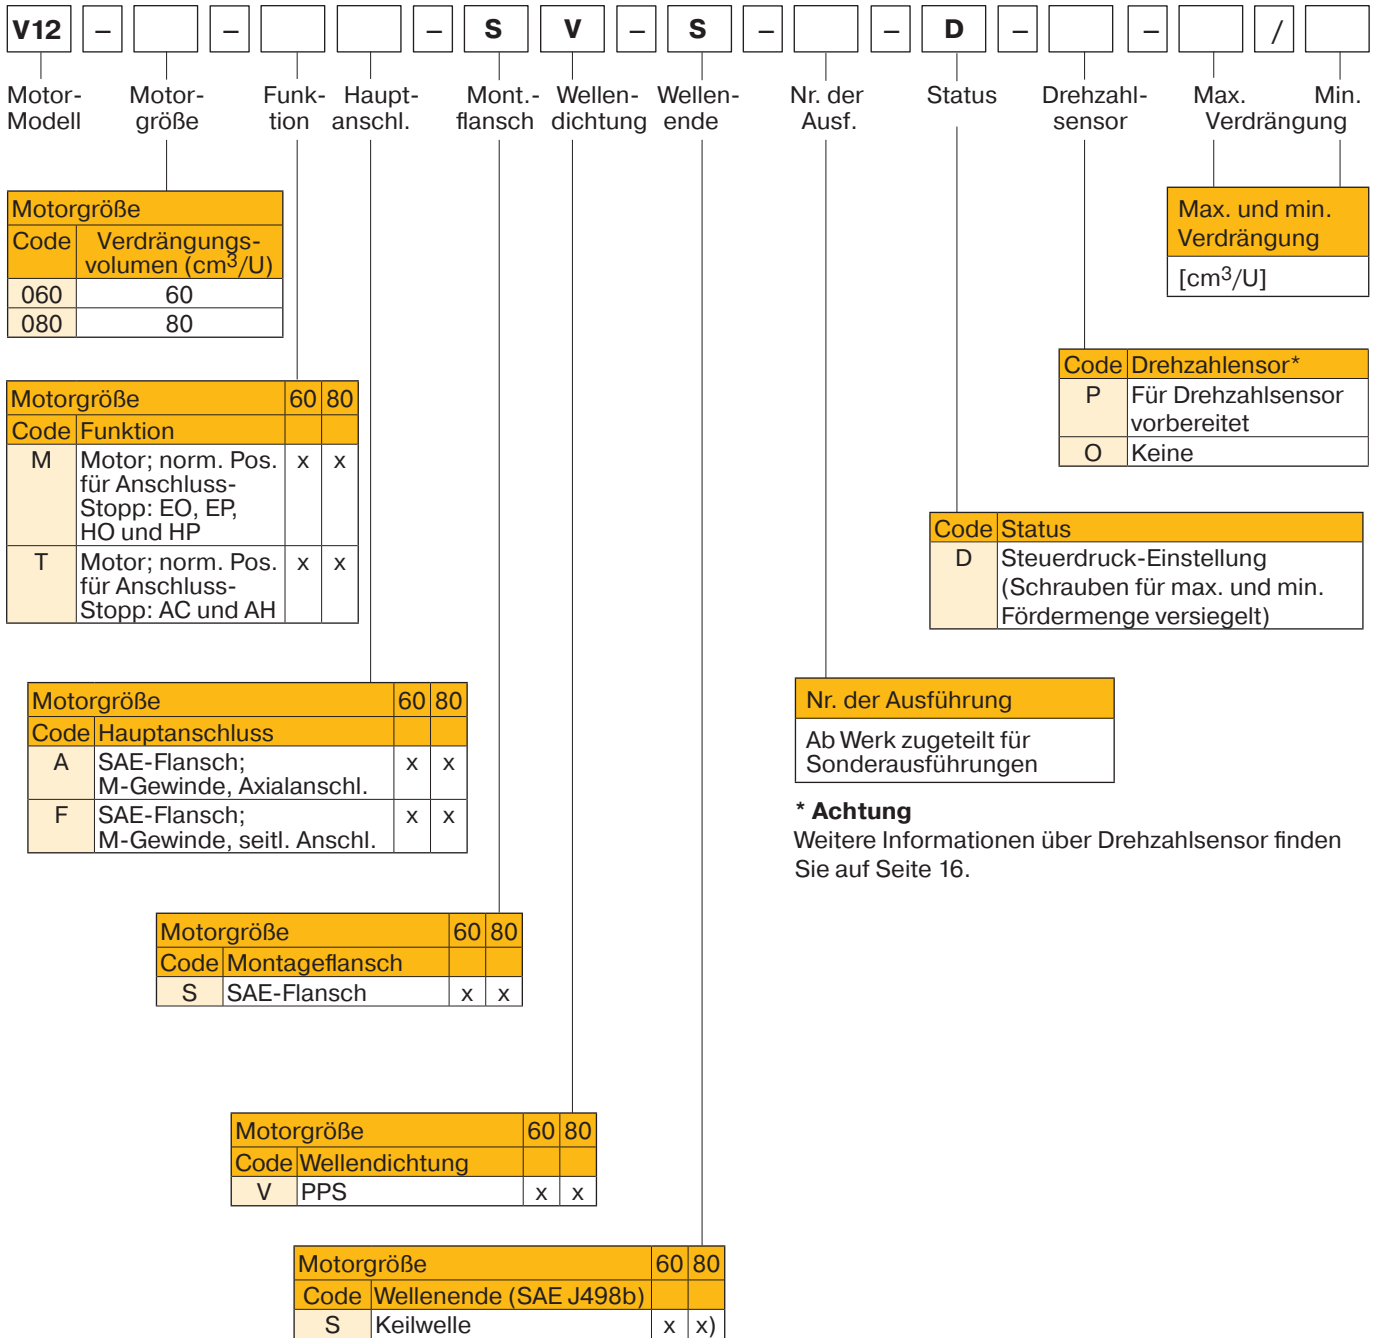 V12 – – – S V – S – – D – – /
Motor- Motor- Funk- Haupt- Mont.- Wellen- Wellen- Nr. der Status Drehzahl- Max. Min.
Modell größe tion anschl. flansch dichtung ende Ausf. sensor Verdrängung
Motorgröße
Code Verdrängungs-
volumen (cm³/U)
060 60
080 80
Max. und min.
Verdrängung
[cm³/U]
Code Drehzahlensor*
P Für Drehzahlsensor
vorbereitet
O Keine
Motorgröße 60 80
Code Funktion
M Motor; norm. Pos. x x
für Anschluss-
Stopp: EO, EP,
HO und HP
T Motor; norm. Pos. x x
für Anschluss-
Stopp: AC und AH
Code Status
D Steuerdruck-Einstellung
(Schrauben für max. und min.
Fördermenge versiegelt)
Motorgröße 60 80
Code Hauptanschluss
A SAE-Flansch; x x
M-Gewinde, Axialanschl.
F SAE-Flansch; x x
M-Gewinde, seitl. Anschl.
Nr. der Ausführung
Ab Werk zugeteilt für
Sonderausführungen
* Achtung
Weitere Informationen über Drehzahlsensor finden
Sie auf Seite 16.
Motorgröße 60 80
Code Montageflansch
S SAE-Flansch x x
Motorgröße 60 80
Code Wellendichtung
V PPS x x
Motorgröße 60 80
Code Wellenende (SAE J498b)
S Keilwelle x x)